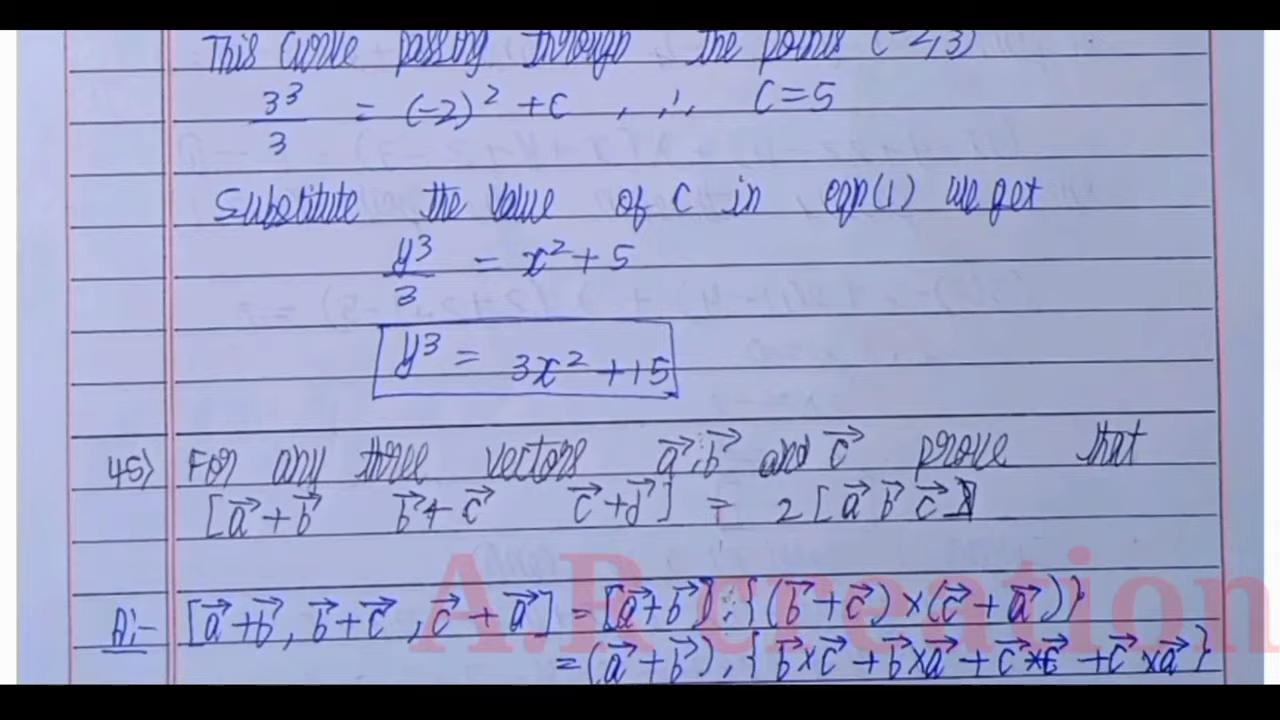 This curve passing through the points (-2,3)
3³/3 = (-2)² + C , ∴ C = 5
Substitute the value of C in eqn(1) we get
y³/3 = x² + 5
y³ = 3x² + 15
45) For any three vectors a⃗, b⃗ and c⃗ prove that
[a⃗+b⃗ b⃗+c⃗ c⃗+d⃗] = 2[a⃗ b⃗ c⃗]
A:- [a⃗+b⃗, b⃗+c⃗, c⃗+a⃗] = [a⃗+b⃗]. {(b⃗+c⃗)×(c⃗+a⃗)}
= (a⃗+b⃗), {b⃗×c⃗+b⃗×a⃗+c⃗×c⃗+c⃗×a⃗}
A.R creation